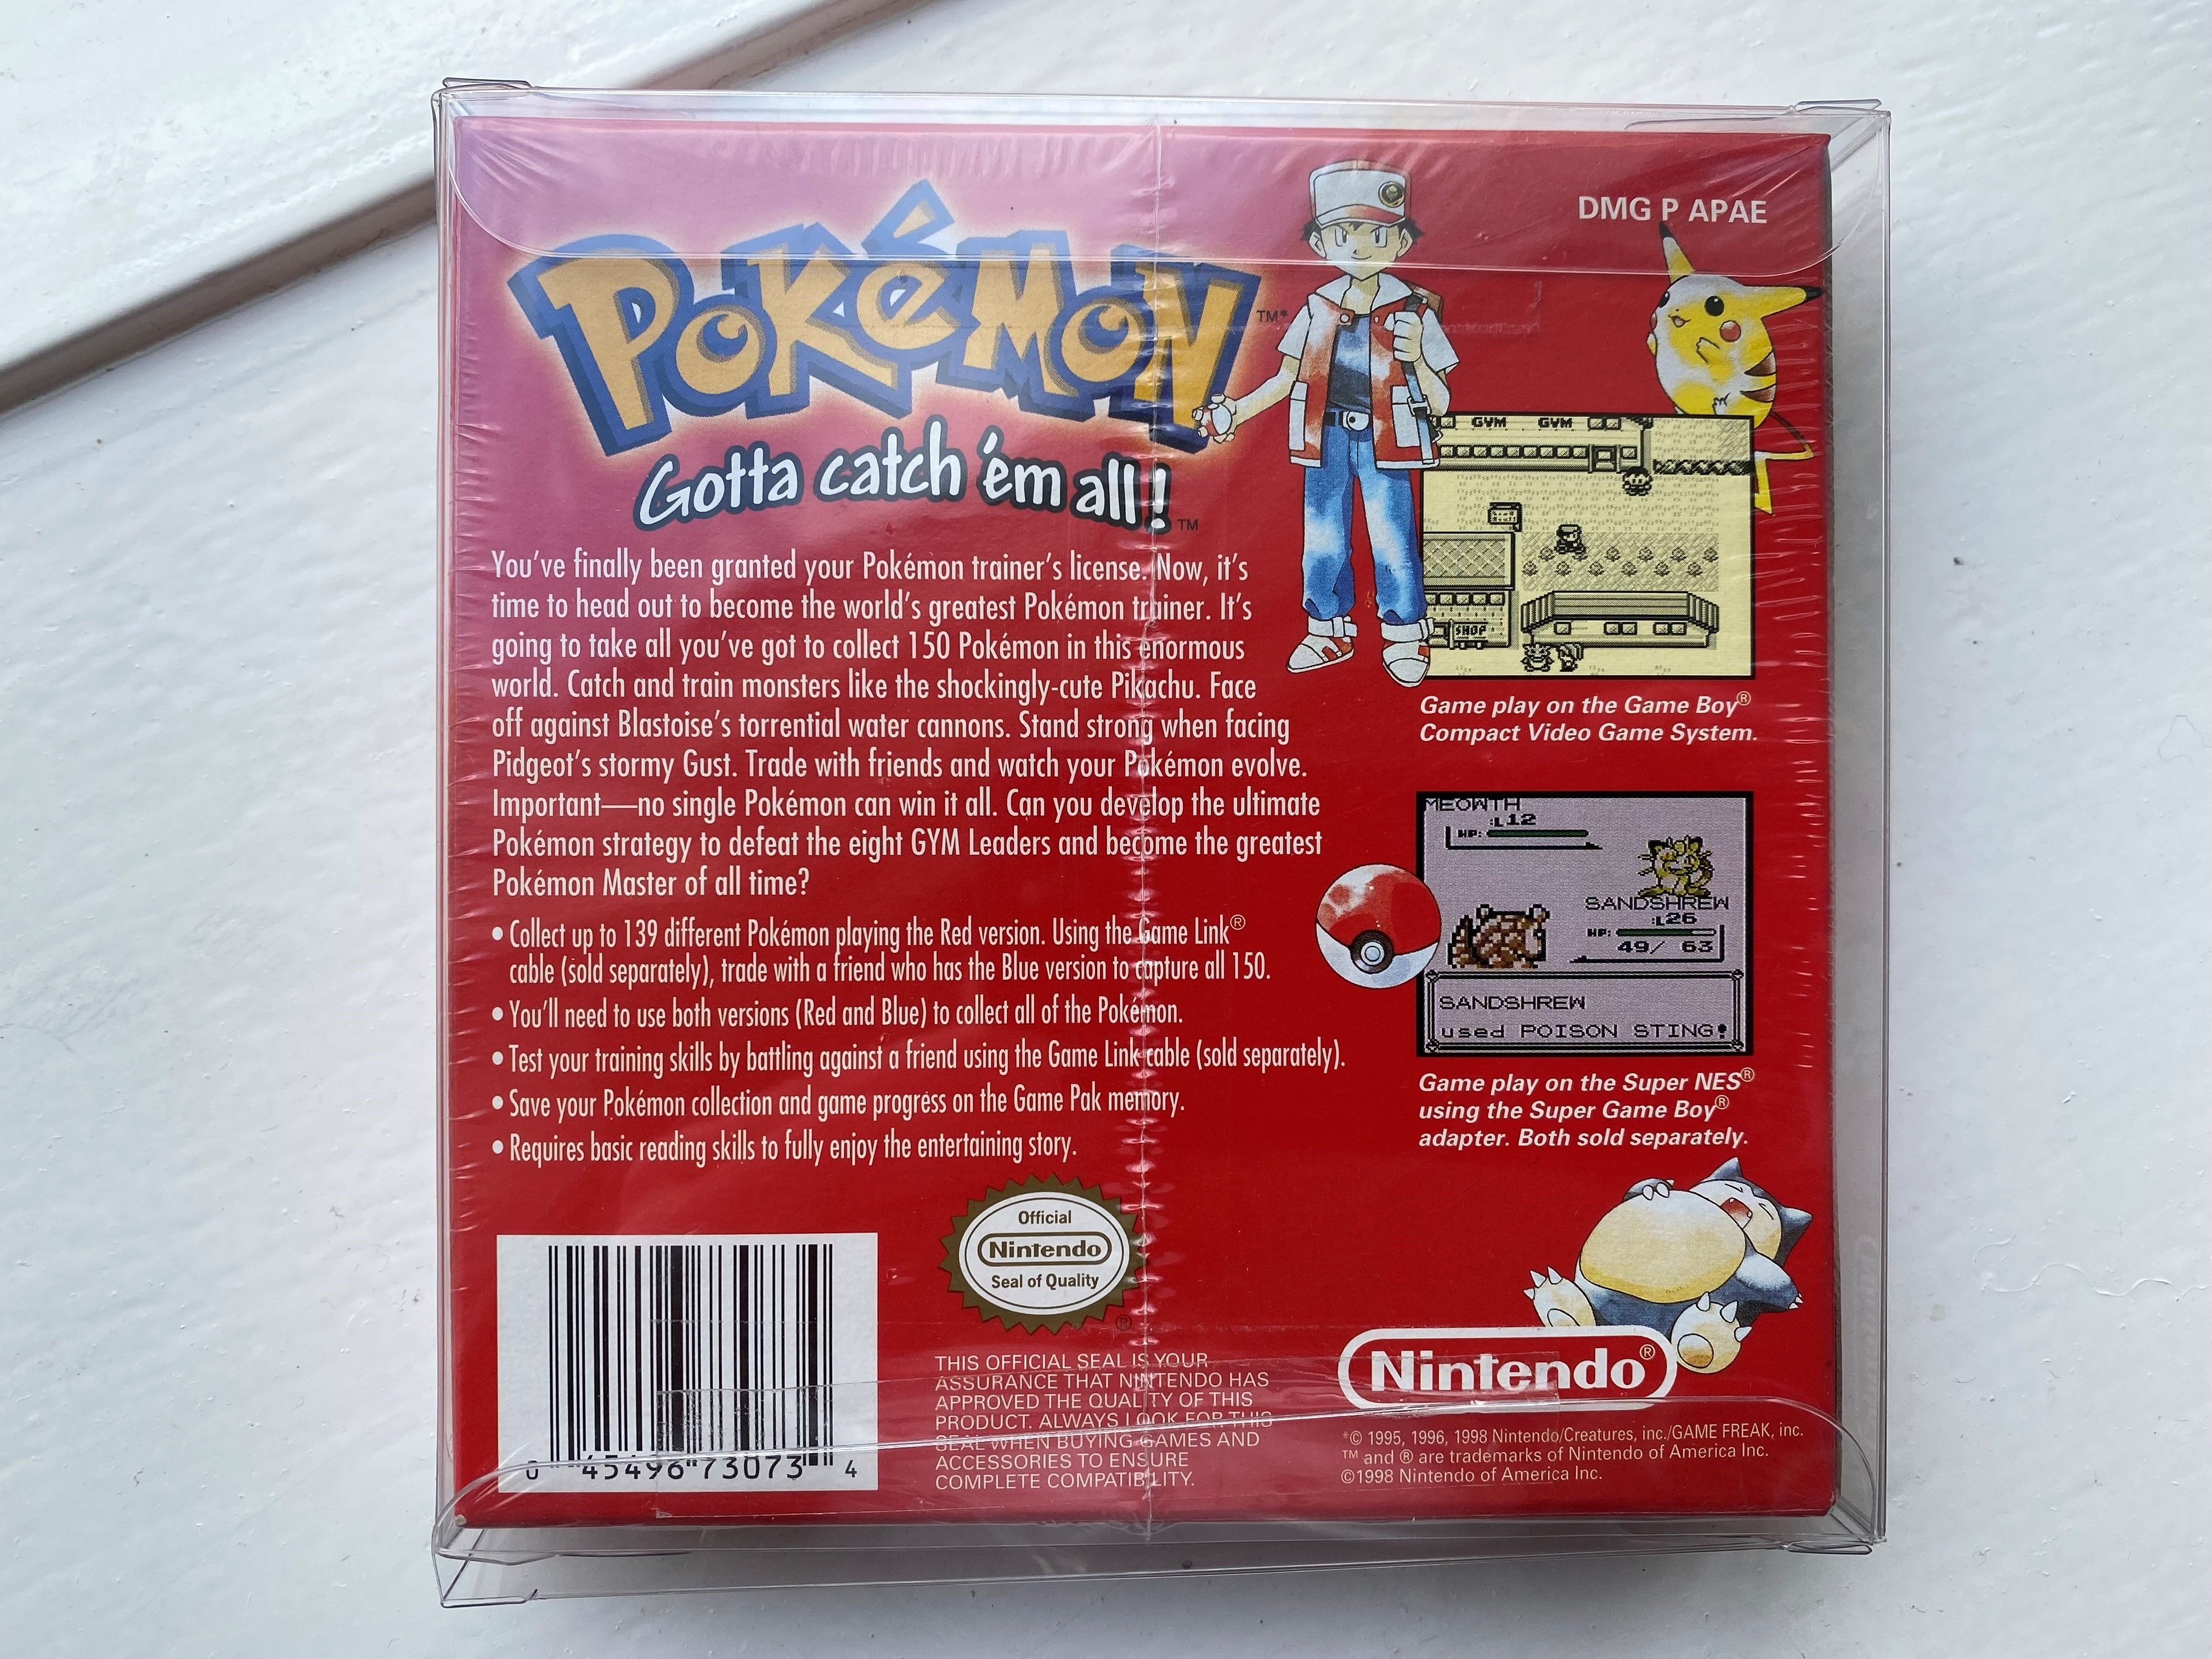 DMG P APAE
POKéMON ™*
Gotta catch 'em all! ™
You've finally been granted your Pokémon trainer's license. Now, it's
time to head out to become the world's greatest Pokémon trainer. It's
going to take all you've got to collect 150 Pokémon in this enormous
world. Catch and train monsters like the shockingly-cute Pikachu. Face
off against Blastoise's torrential water cannons. Stand strong when facing
Pidgeot's stormy Gust. Trade with friends and watch your Pokémon evolve.
Important—no single Pokémon can win it all. Can you develop the ultimate
Pokémon strategy to defeat the eight GYM Leaders and become the greatest
Pokémon Master of all time?
• Collect up to 139 different Pokémon playing the Red version. Using the Game Link®
cable (sold separately), trade with a friend who has the Blue version to capture all 150.
• You'll need to use both versions (Red and Blue) to collect all of the Pokémon.
• Test your training skills by battling against a friend using the Game Link cable (sold separately).
• Save your Pokémon collection and game progress on the Game Pak memory.
• Requires basic reading skills to fully enjoy the entertaining story.
GYM GYM
SHOP
Game play on the Game Boy®
Compact Video Game System.
MEOWTH
:L12
HP:
SANDSHREW
:L26
HP:
49/ 63
SANDSHREW
used POISON STING!
Game play on the Super NES®
using the Super Game Boy®
adapter. Both sold separately.
0 45496 73073 4
Official
Nintendo
Seal of Quality
®
THIS OFFICIAL SEAL IS YOUR
ASSURANCE THAT NINTENDO HAS
APPROVED THE QUALITY OF THIS
PRODUCT. ALWAYS LOOK FOR THIS
SEAL WHEN BUYING GAMES AND
ACCESSORIES TO ENSURE
COMPLETE COMPATIBILITY.
Nintendo®
*© 1995, 1996, 1998 Nintendo/Creatures, inc./GAME FREAK, inc.
™ and ® are trademarks of Nintendo of America Inc.
©1998 Nintendo of America Inc.